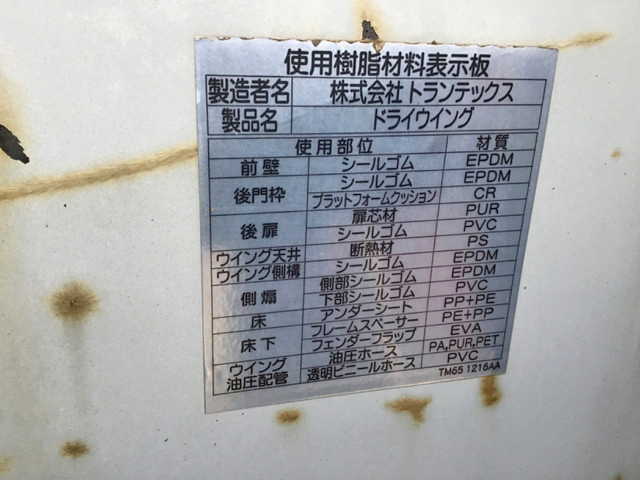 使用樹脂材料表示板
製造者名 株式会社トランテックス
製品名 ドライウイング
使用部位 材質
前壁 シールゴム EPDM
後門枠 シールゴム EPDM
プラットフォームクッション CR
後扉 扉芯材 PUR
シールゴム PVC
ウイング天井 断熱材 PS
ウイング側構 シールゴム EPDM
側煽 側部シールゴム EPDM
下部シールゴム PVC
床 アンダーシート PP+PE
床下 フレームスペーサー PE+PP
フェンダーフラップ EVA
ウイング油圧配管 油圧ホース PA,PUR,PET
透明ビニールホース PVC
TM65 1216AA